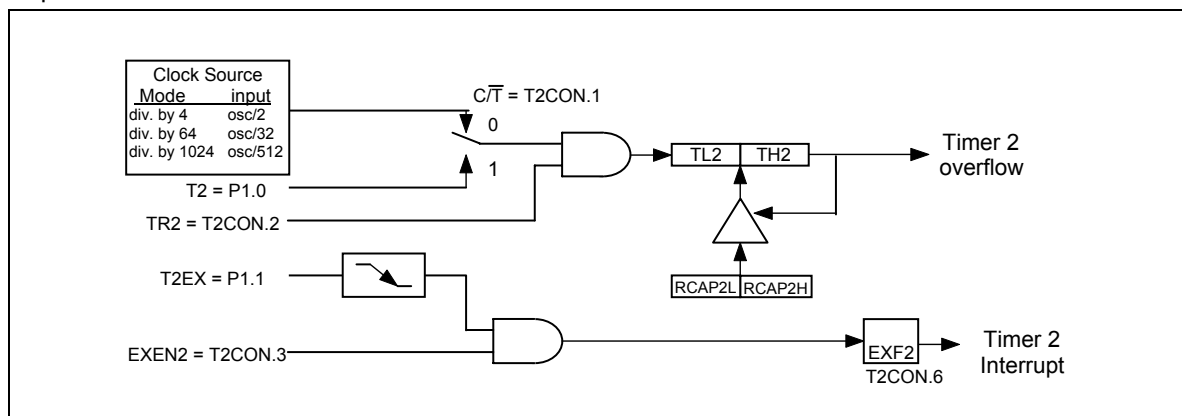 Clock Source
Mode input
div. by 4 osc/2
div. by 64 osc/32
div. by 1024 osc/512
C/T̅ = T2CON.1
0
1
T2 = P1.0
TR2 = T2CON.2
TL2 TH2
Timer 2
overflow
T2EX = P1.1
RCAP2L RCAP2H
EXEN2 = T2CON.3
EXF2
T2CON.6
Timer 2
Interrupt